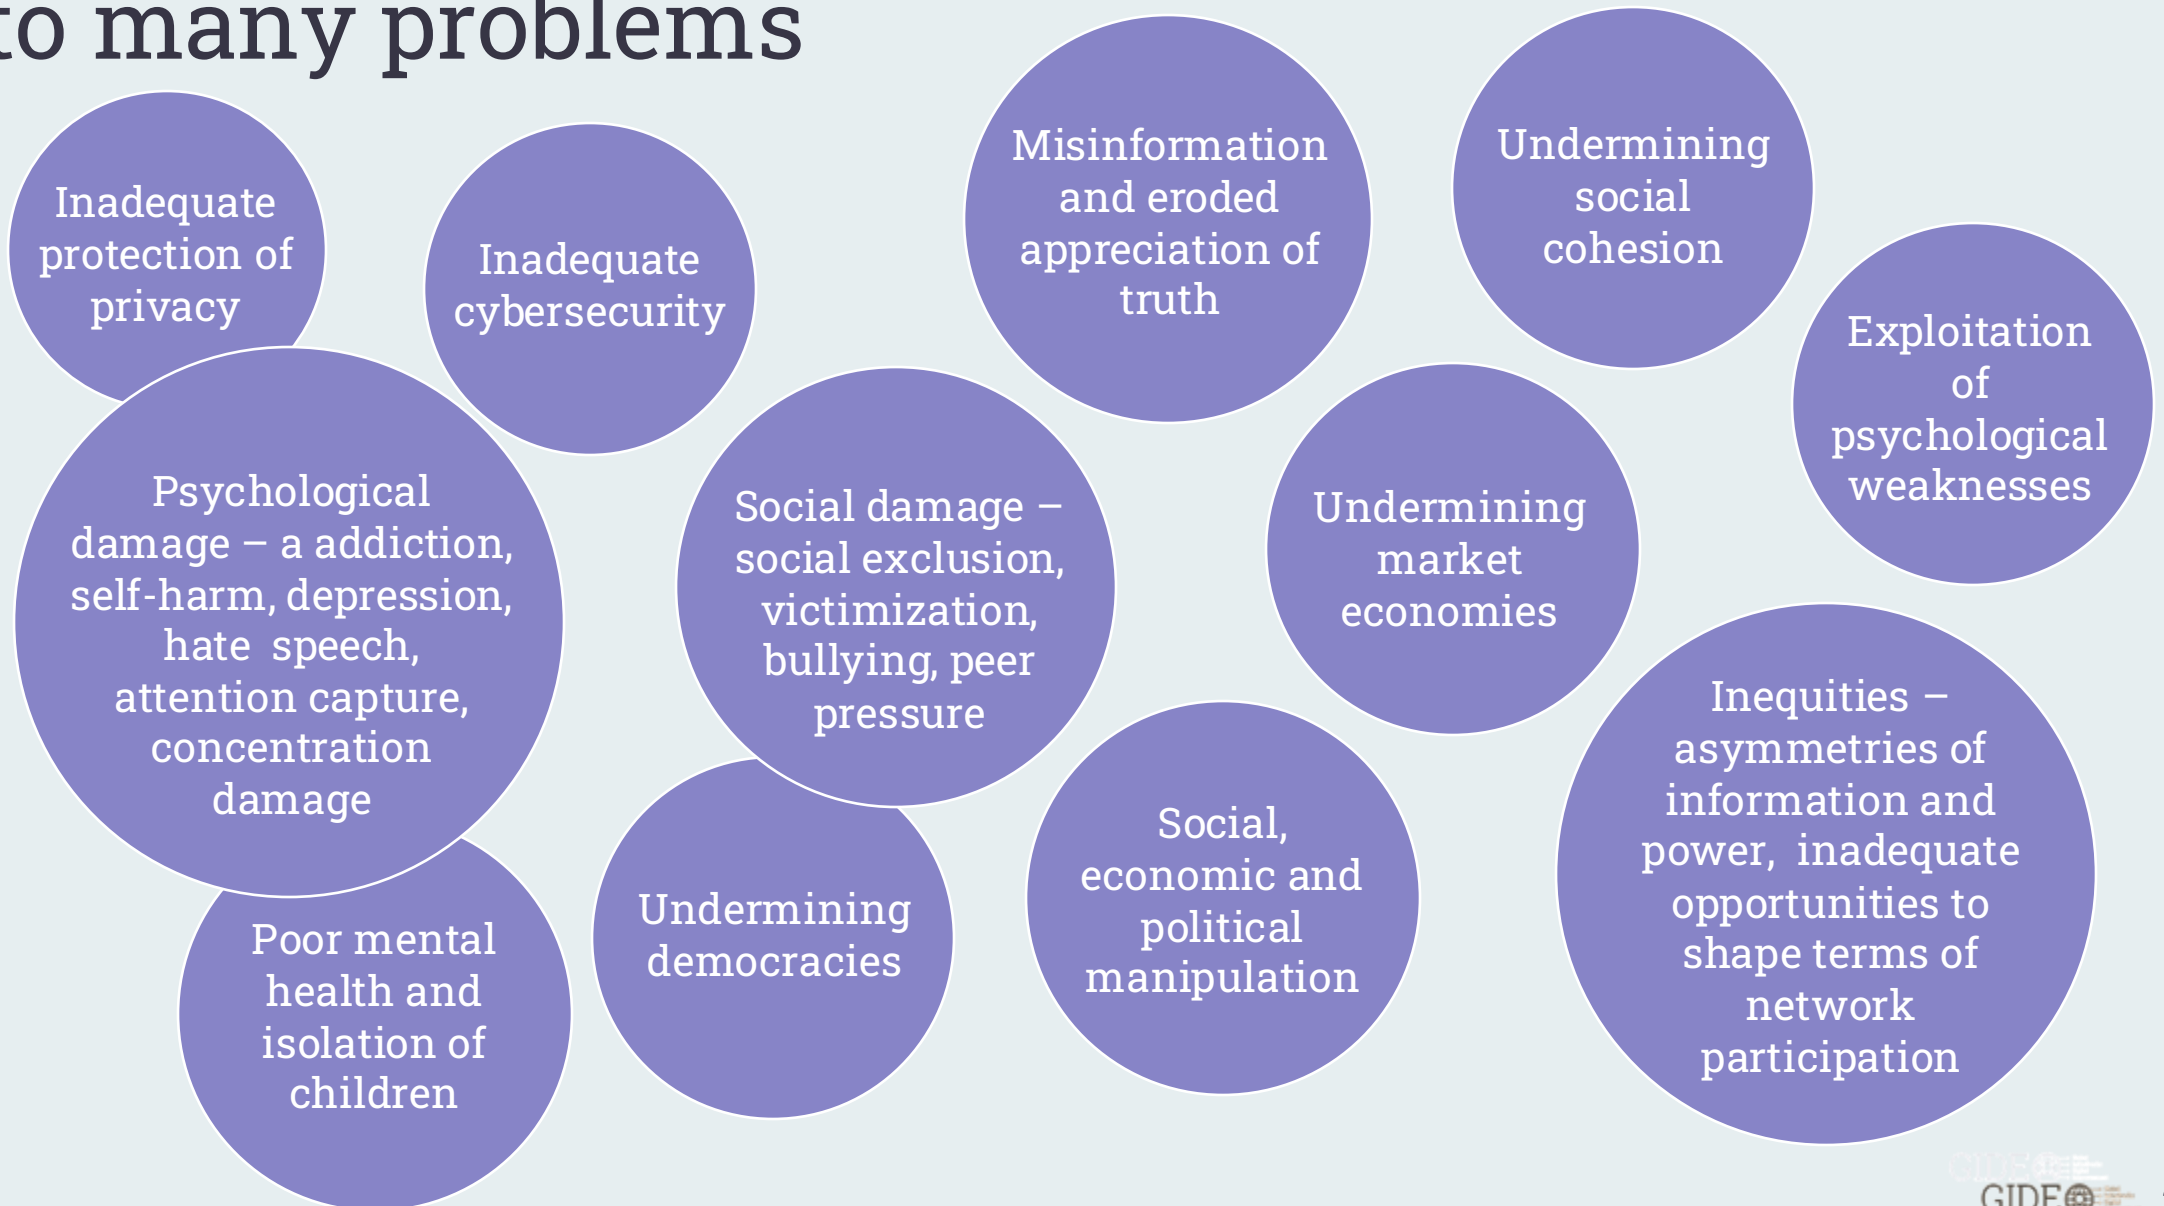 to many problems
Inadequate
protection of
privacy
Inadequate
cybersecurity
Misinformation
and eroded
appreciation of
truth
Undermining
social
cohesion
Exploitation
of
psychological
weaknesses
Psychological
damage – a addiction,
self-harm, depression,
hate  speech,
attention capture,
concentration
damage
Social damage –
social exclusion,
victimization,
bullying, peer
pressure
Undermining
market
economies
Inequities –
asymmetries of
information and
power,  inadequate
opportunities to
shape terms of
network
participation
Poor mental
health and
isolation of
children
Undermining
democracies
Social,
economic and
political
manipulation
GIDE